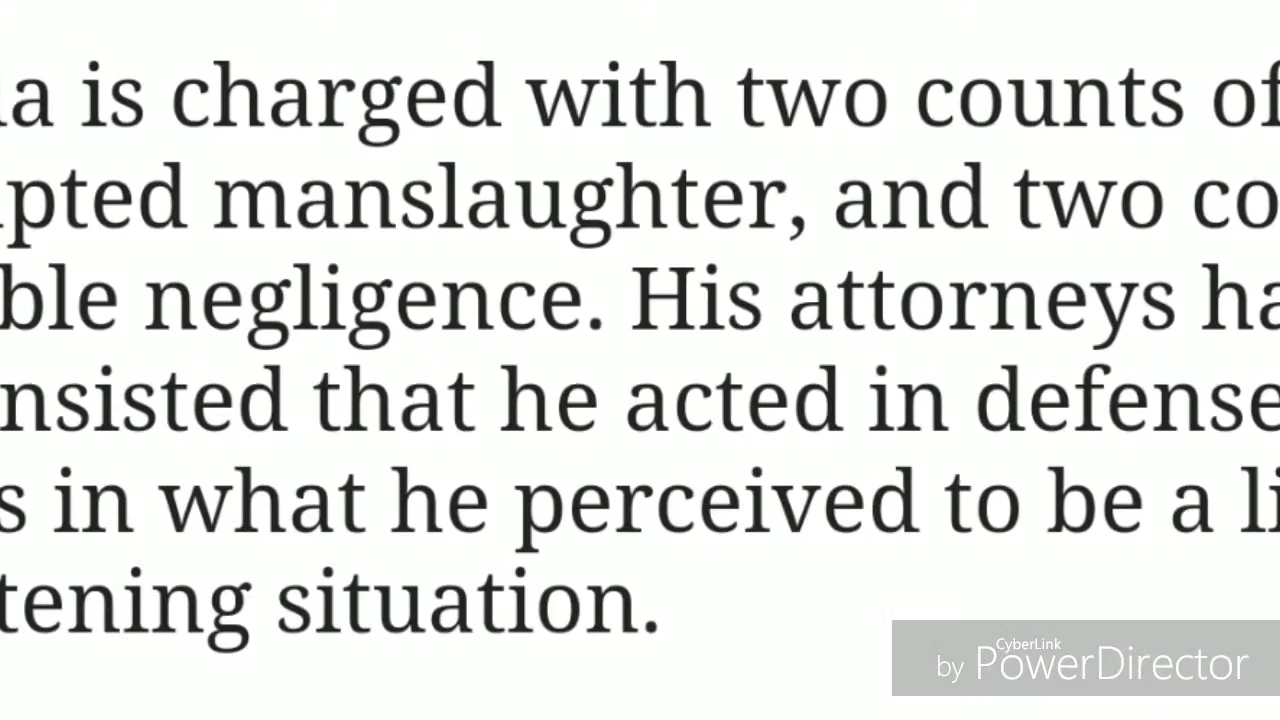 la is charged with two counts of
pted manslaughter, and two co
ble negligence. His attorneys ha
nsisted that he acted in defense
s in what he perceived to be a li
tening situation.
CyberLink
by PowerDirector